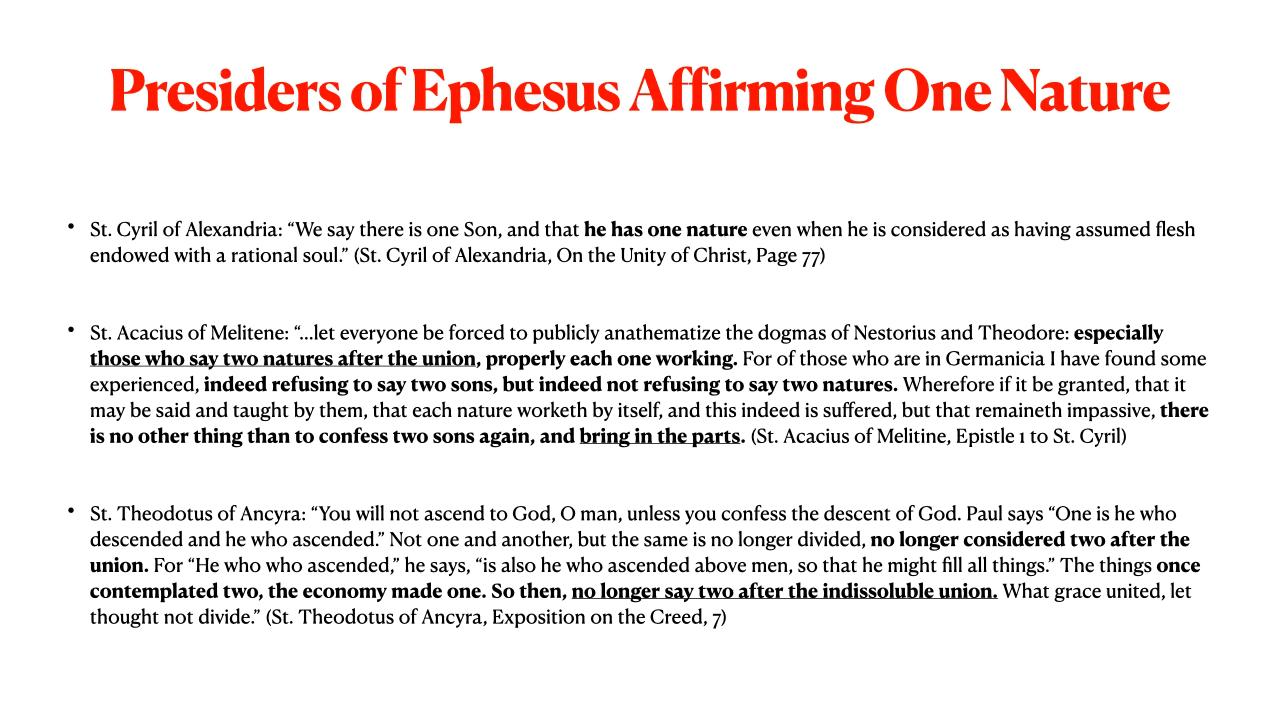 Presiders of Ephesus Affirming One Nature
• St. Cyril of Alexandria: “We say there is one Son, and that he has one nature even when he is considered as having assumed flesh
endowed with a rational soul.” (St. Cyril of Alexandria, On the Unity of Christ, Page 77)
• St. Acacius of Melitene: “...let everyone be forced to publicly anathematize the dogmas of Nestorius and Theodore: especially
those who say two natures after the union, properly each one working. For of those who are in Germanicia I have found some
experienced, indeed refusing to say two sons, but indeed not refusing to say two natures. Wherefore if it be granted, that it
may be said and taught by them, that each nature worketh by itself, and this indeed is suffered, but that remaineth impassive, there
is no other thing than to confess two sons again, and bring in the parts. (St. Acacius of Melitine, Epistle 1 to St. Cyril)
• St. Theodotus of Ancyra: “You will not ascend to God, O man, unless you confess the descent of God. Paul says “One is he who
descended and he who ascended.” Not one and another, but the same is no longer divided, no longer considered two after the
union. For “He who who ascended,” he says, “is also he who ascended above men, so that he might fill all things.” The things once
contemplated two, the economy made one. So then, no longer say two after the indissoluble union. What grace united, let
thought not divide.” (St. Theodotus of Ancyra, Exposition on the Creed, 7)